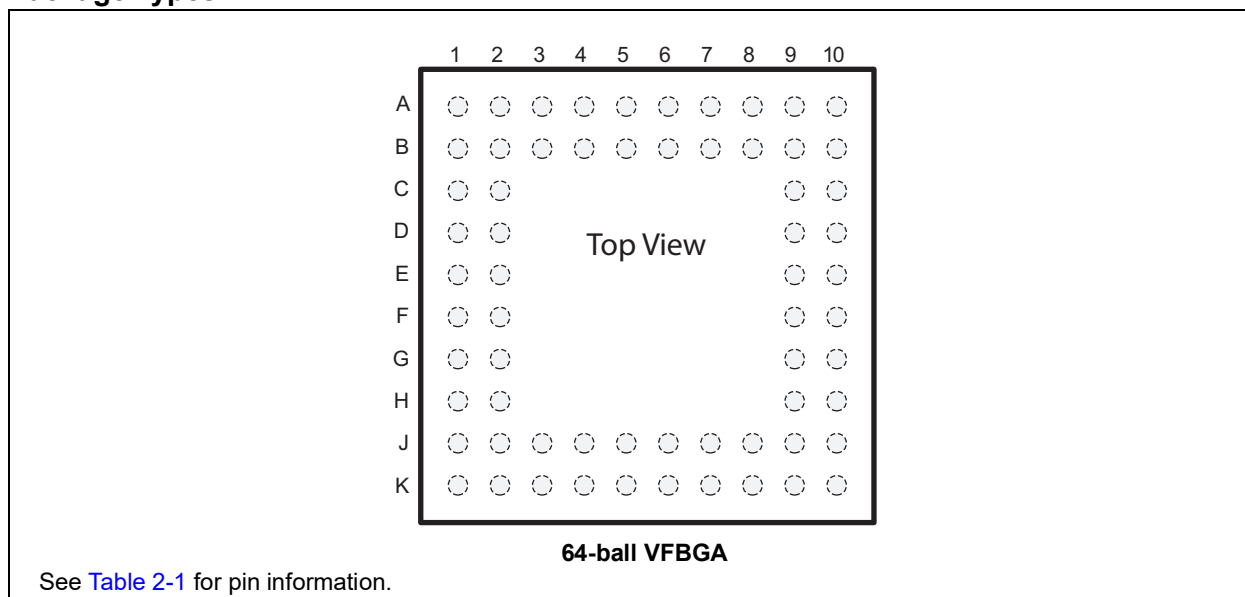 1 2 3 4 5 6 7 8 9 10
A
B
C
D
Top View
E
F
G
H
J
K
64-ball VFBGA
See Table 2-1 for pin information.